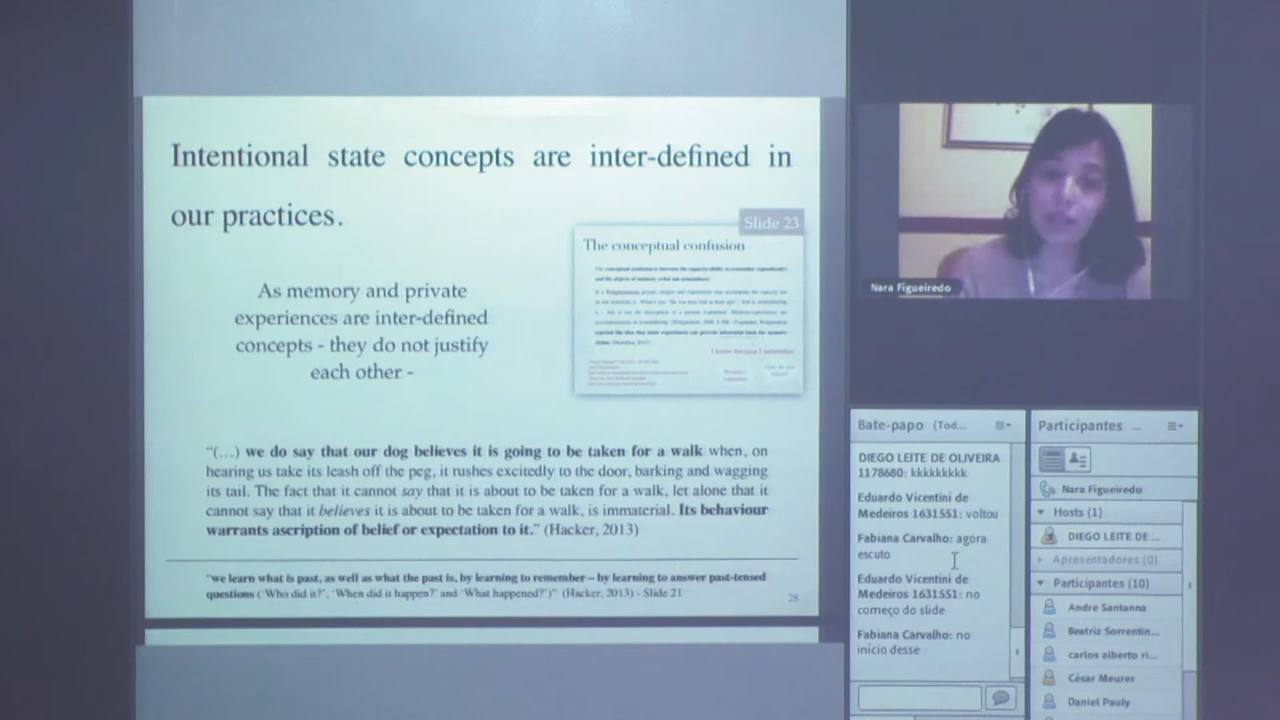 Intentional state concepts are inter-defined in
our practices.
Slide 23
The conceptual confusion
As memory and private
experiences are inter-defined
concepts - they do not justify
each other -
I know because I remember
Because I
remember
"(...) we do say that our dog believes it is going to be taken for a walk when, on
hearing us take its leash off the peg, it rushes excitedly to the door, barking and wagging
its tail. The fact that it cannot say that it is about to be taken for a walk, let alone that it
cannot say that it believes it is about to be taken for a walk, is immaterial. Its behaviour
warrants ascription of belief or expectation to it." (Hacker, 2013)
"we learn what is past, as well as what the past is, by learning to remember – by learning to answer past-tensed
questions ('Who did it?', 'When did it happen?' and 'What happened?')" (Hacker, 2013) - Slide 21
28
Nara Figueiredo
Bate-papo (Tod...
DIEGO LEITE DE OLIVEIRA
1178680: kkkkkkkkk
Eduardo Vicentini de
Medeiros 1631551: voltou
Fabiana Carvalho: agora
escuto
Eduardo Vicentini de
Medeiros 1631551: no
começo do slide
Fabiana Carvalho: no
início desse
Participantes ...
Nara Figueiredo
Hosts (1)
DIEGO LEITE DE ...
Apresentadores (0)
Participantes (10)
Andre Santanna
Beatriz Sorrentin...
carlos alberto ri...
César Meurer
Daniel Pauly